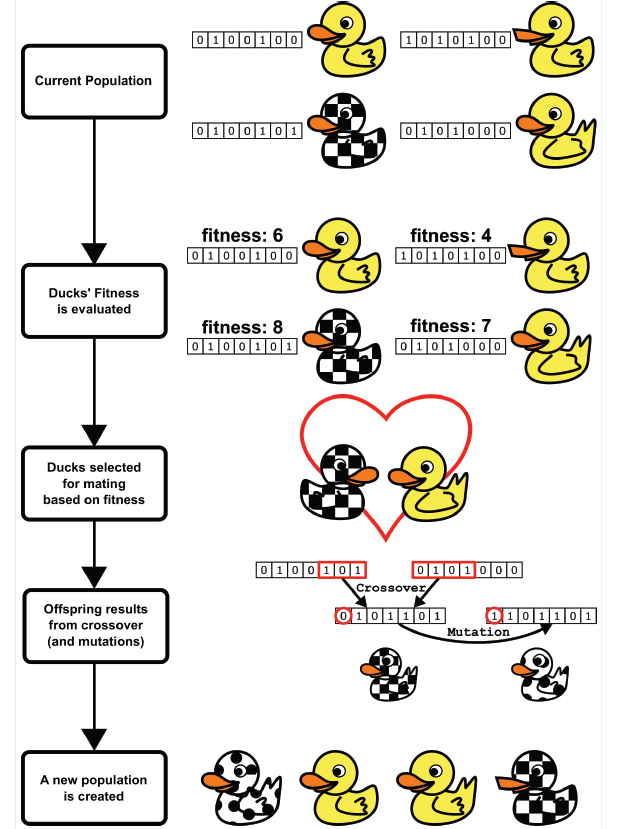 Current Population
0 1 0 0 1 0 0
1 0 1 0 1 0 0
0 1 0 0 1 0 1
0 1 0 1 0 0 0
Ducks' Fitness
is evaluated
fitness: 6
0 1 0 0 1 0 0
fitness: 4
1 0 1 0 1 0 0
fitness: 8
0 1 0 0 1 0 1
fitness: 7
0 1 0 1 0 0 0
Ducks selected
for mating
based on fitness
Offspring results
from crossover
(and mutations)
0 1 0 0 1 0 1
0 1 0 1 0 0 0
Crossover
0 1 0 1 1 0 1
1 1 0 1 1 0 1
Mutation
A new population
is created